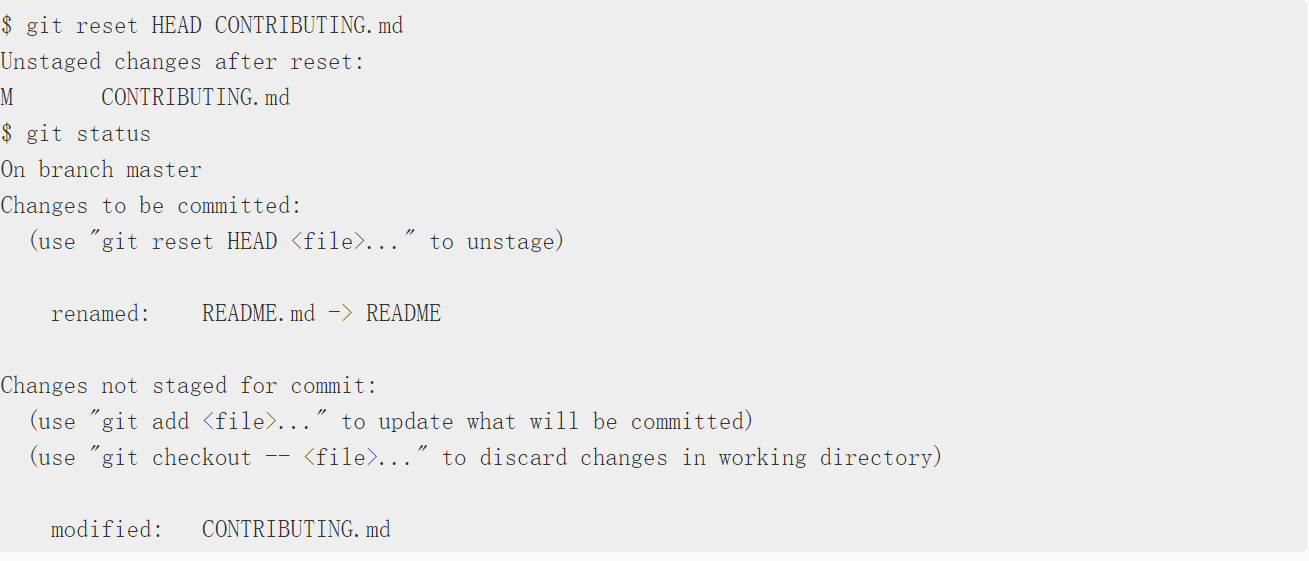 $ git reset HEAD CONTRIBUTING.md
Unstaged changes after reset:
M       CONTRIBUTING.md
$ git status
On branch master
Changes to be committed:
  (use "git reset HEAD <file>..." to unstage)
    renamed:    README.md -> README
Changes not staged for commit:
  (use "git add <file>..." to update what will be committed)
  (use "git checkout -- <file>..." to discard changes in working directory)
    modified:   CONTRIBUTING.md